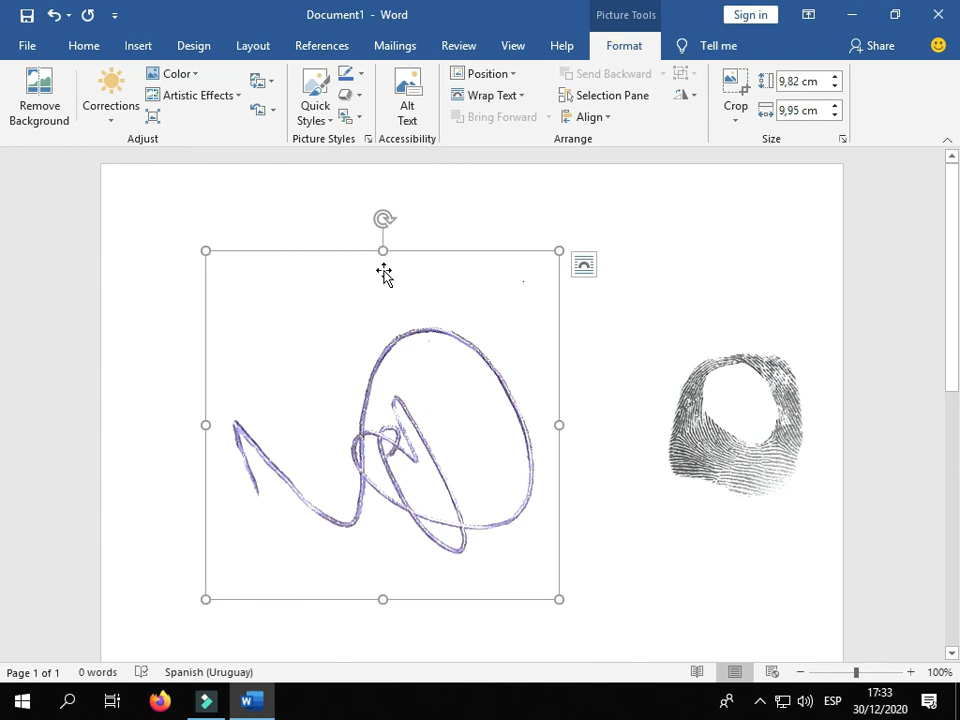 Document1 - Word
Picture Tools
Sign in
File
Home
Insert
Design
Layout
References
Mailings
Review
View
Help
Format
Tell me
Share
Remove Background
Corrections
Color
Artistic Effects
Adjust
Quick Styles
Picture Styles
Alt Text
Accessibility
Position
Wrap Text
Bring Forward
Send Backward
Selection Pane
Align
Arrange
Crop
9,82 cm
9,95 cm
Size
Page 1 of 1
0 words
Spanish (Uruguay)
100%
W
ESP
17:33
30/12/2020